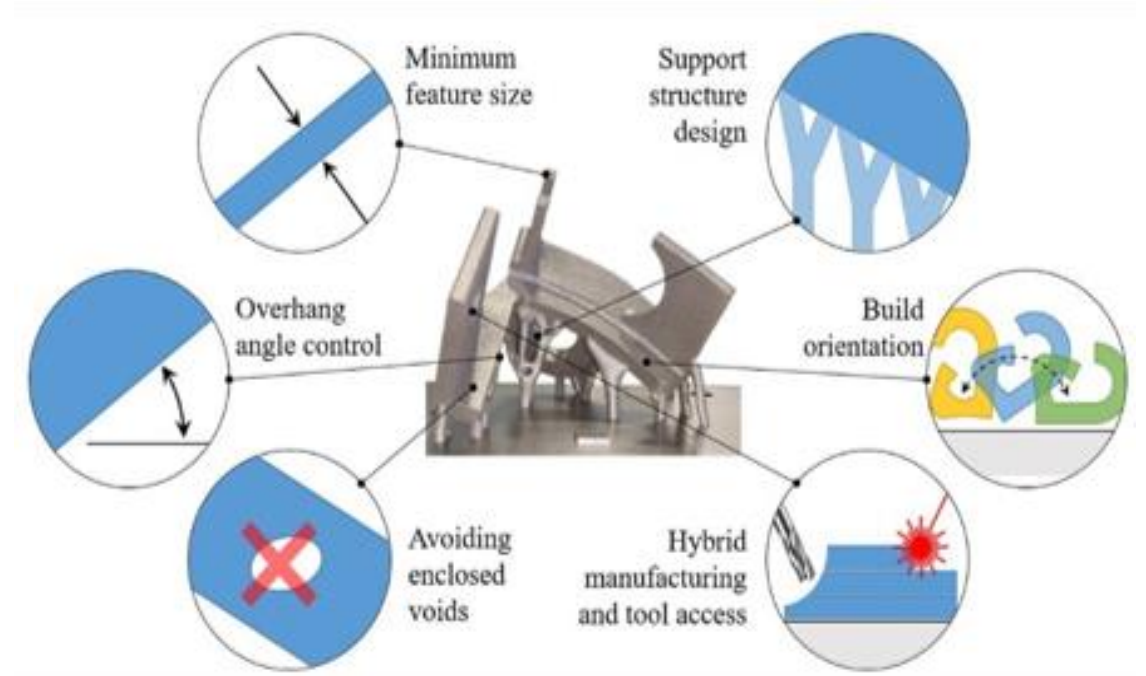 Minimum
feature size
Support
structure
design
Overhang
angle control
Build
orientation
Avoiding
enclosed
voids
Hybrid
manufacturing
and tool access